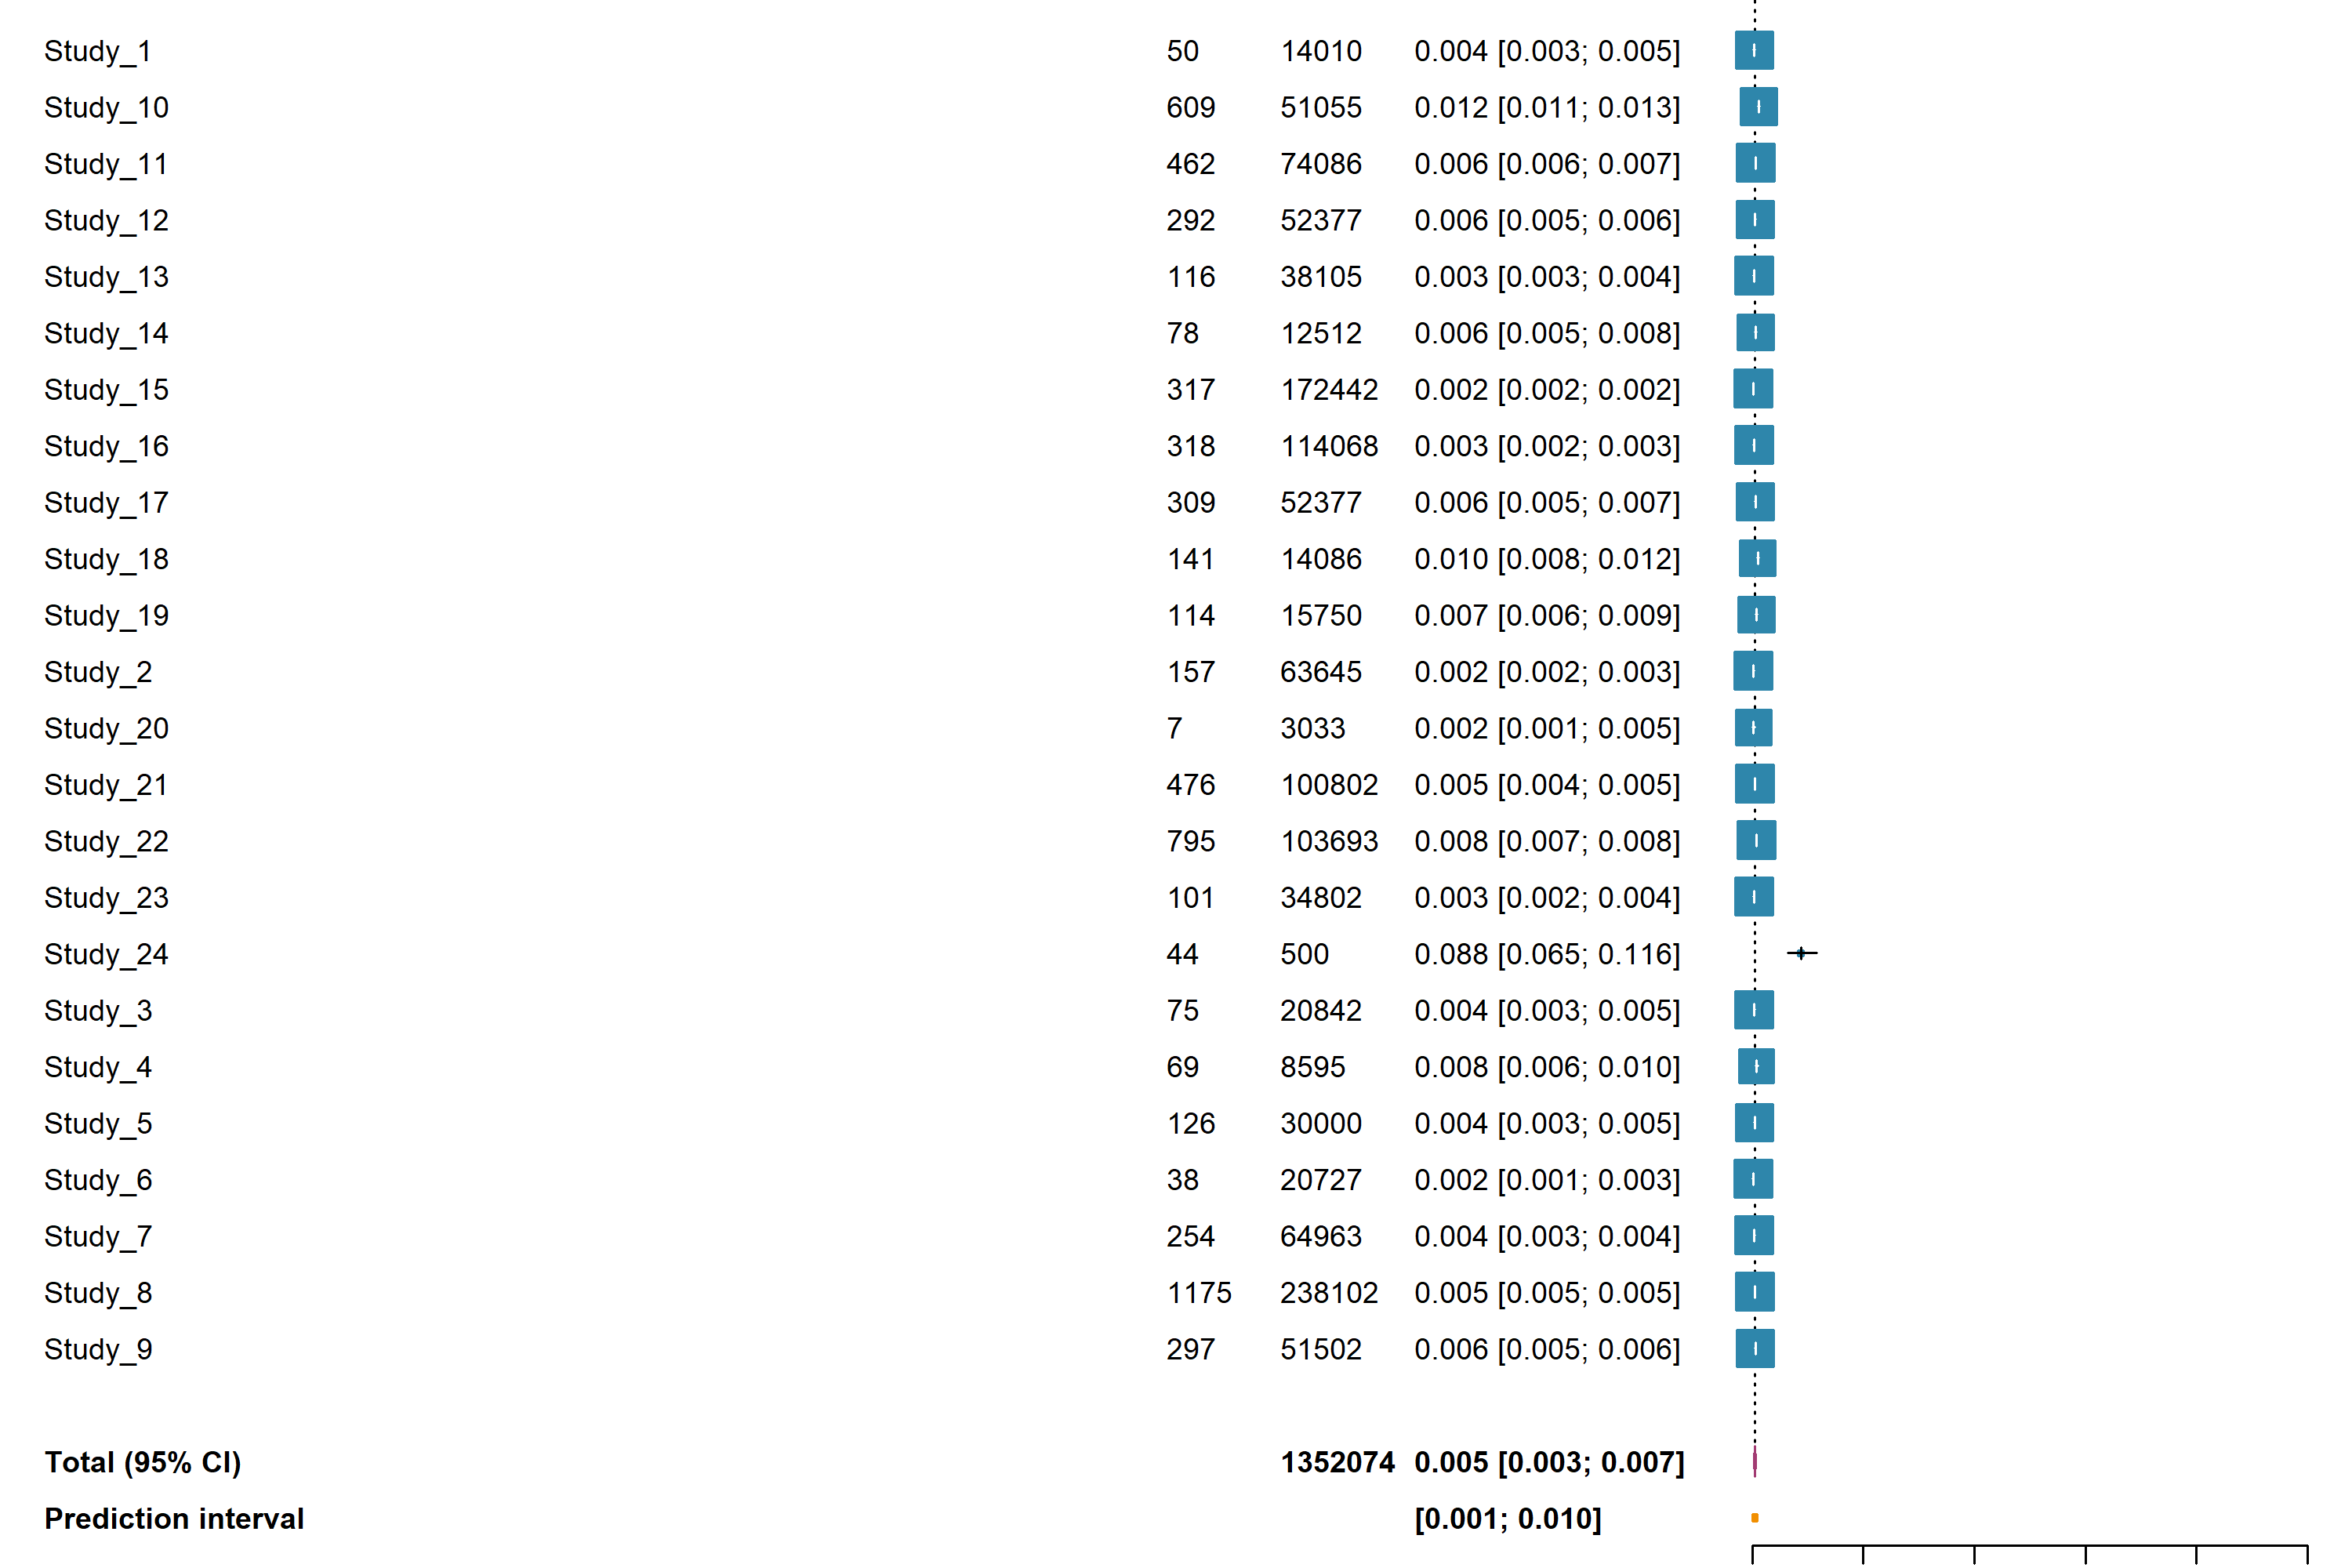 Study_1 50 14010 0.004 [0.003; 0.005]
Study_10 609 51055 0.012 [0.011; 0.013]
Study_11 462 74086 0.006 [0.006; 0.007]
Study_12 292 52377 0.006 [0.005; 0.006]
Study_13 116 38105 0.003 [0.003; 0.004]
Study_14 78 12512 0.006 [0.005; 0.008]
Study_15 317 172442 0.002 [0.002; 0.002]
Study_16 318 114068 0.003 [0.002; 0.003]
Study_17 309 52377 0.006 [0.005; 0.007]
Study_18 141 14086 0.010 [0.008; 0.012]
Study_19 114 15750 0.007 [0.006; 0.009]
Study_2 157 63645 0.002 [0.002; 0.003]
Study_20 7 3033 0.002 [0.001; 0.005]
Study_21 476 100802 0.005 [0.004; 0.005]
Study_22 795 103693 0.008 [0.007; 0.008]
Study_23 101 34802 0.003 [0.002; 0.004]
Study_24 44 500 0.088 [0.065; 0.116]
Study_3 75 20842 0.004 [0.003; 0.005]
Study_4 69 8595 0.008 [0.006; 0.010]
Study_5 126 30000 0.004 [0.003; 0.005]
Study_6 38 20727 0.002 [0.001; 0.003]
Study_7 254 64963 0.004 [0.003; 0.004]
Study_8 1175 238102 0.005 [0.005; 0.005]
Study_9 297 51502 0.006 [0.005; 0.006]
Total (95% CI) 1352074 0.005 [0.003; 0.007]
Prediction interval [0.001; 0.010]